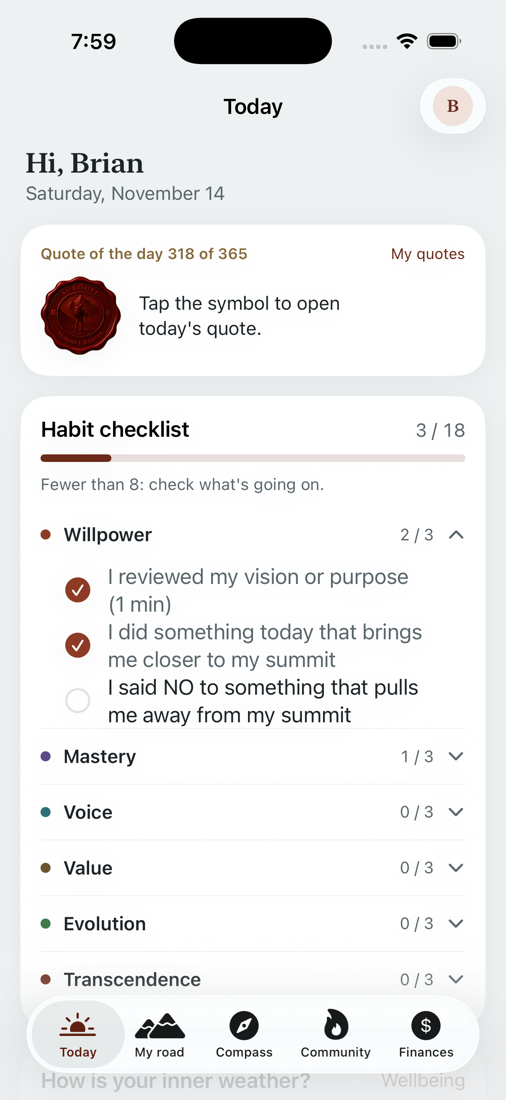 7:59
Today
B
Hi, Brian
Saturday, November 14
Quote of the day 318 of 365
My quotes
Tap the symbol to open
today's quote.
Habit checklist
3 / 18
Fewer than 8: check what's going on.
Willpower
2 / 3
I reviewed my vision or purpose
(1 min)
I did something today that brings
me closer to my summit
I said NO to something that pulls
me away from my summit
Mastery
1 / 3
Voice
0 / 3
Value
0 / 3
Evolution
0 / 3
Transcendence
0 / 3
Today
My road
Compass
Community
$
Finances
How is your inner weather?
Wellbeing